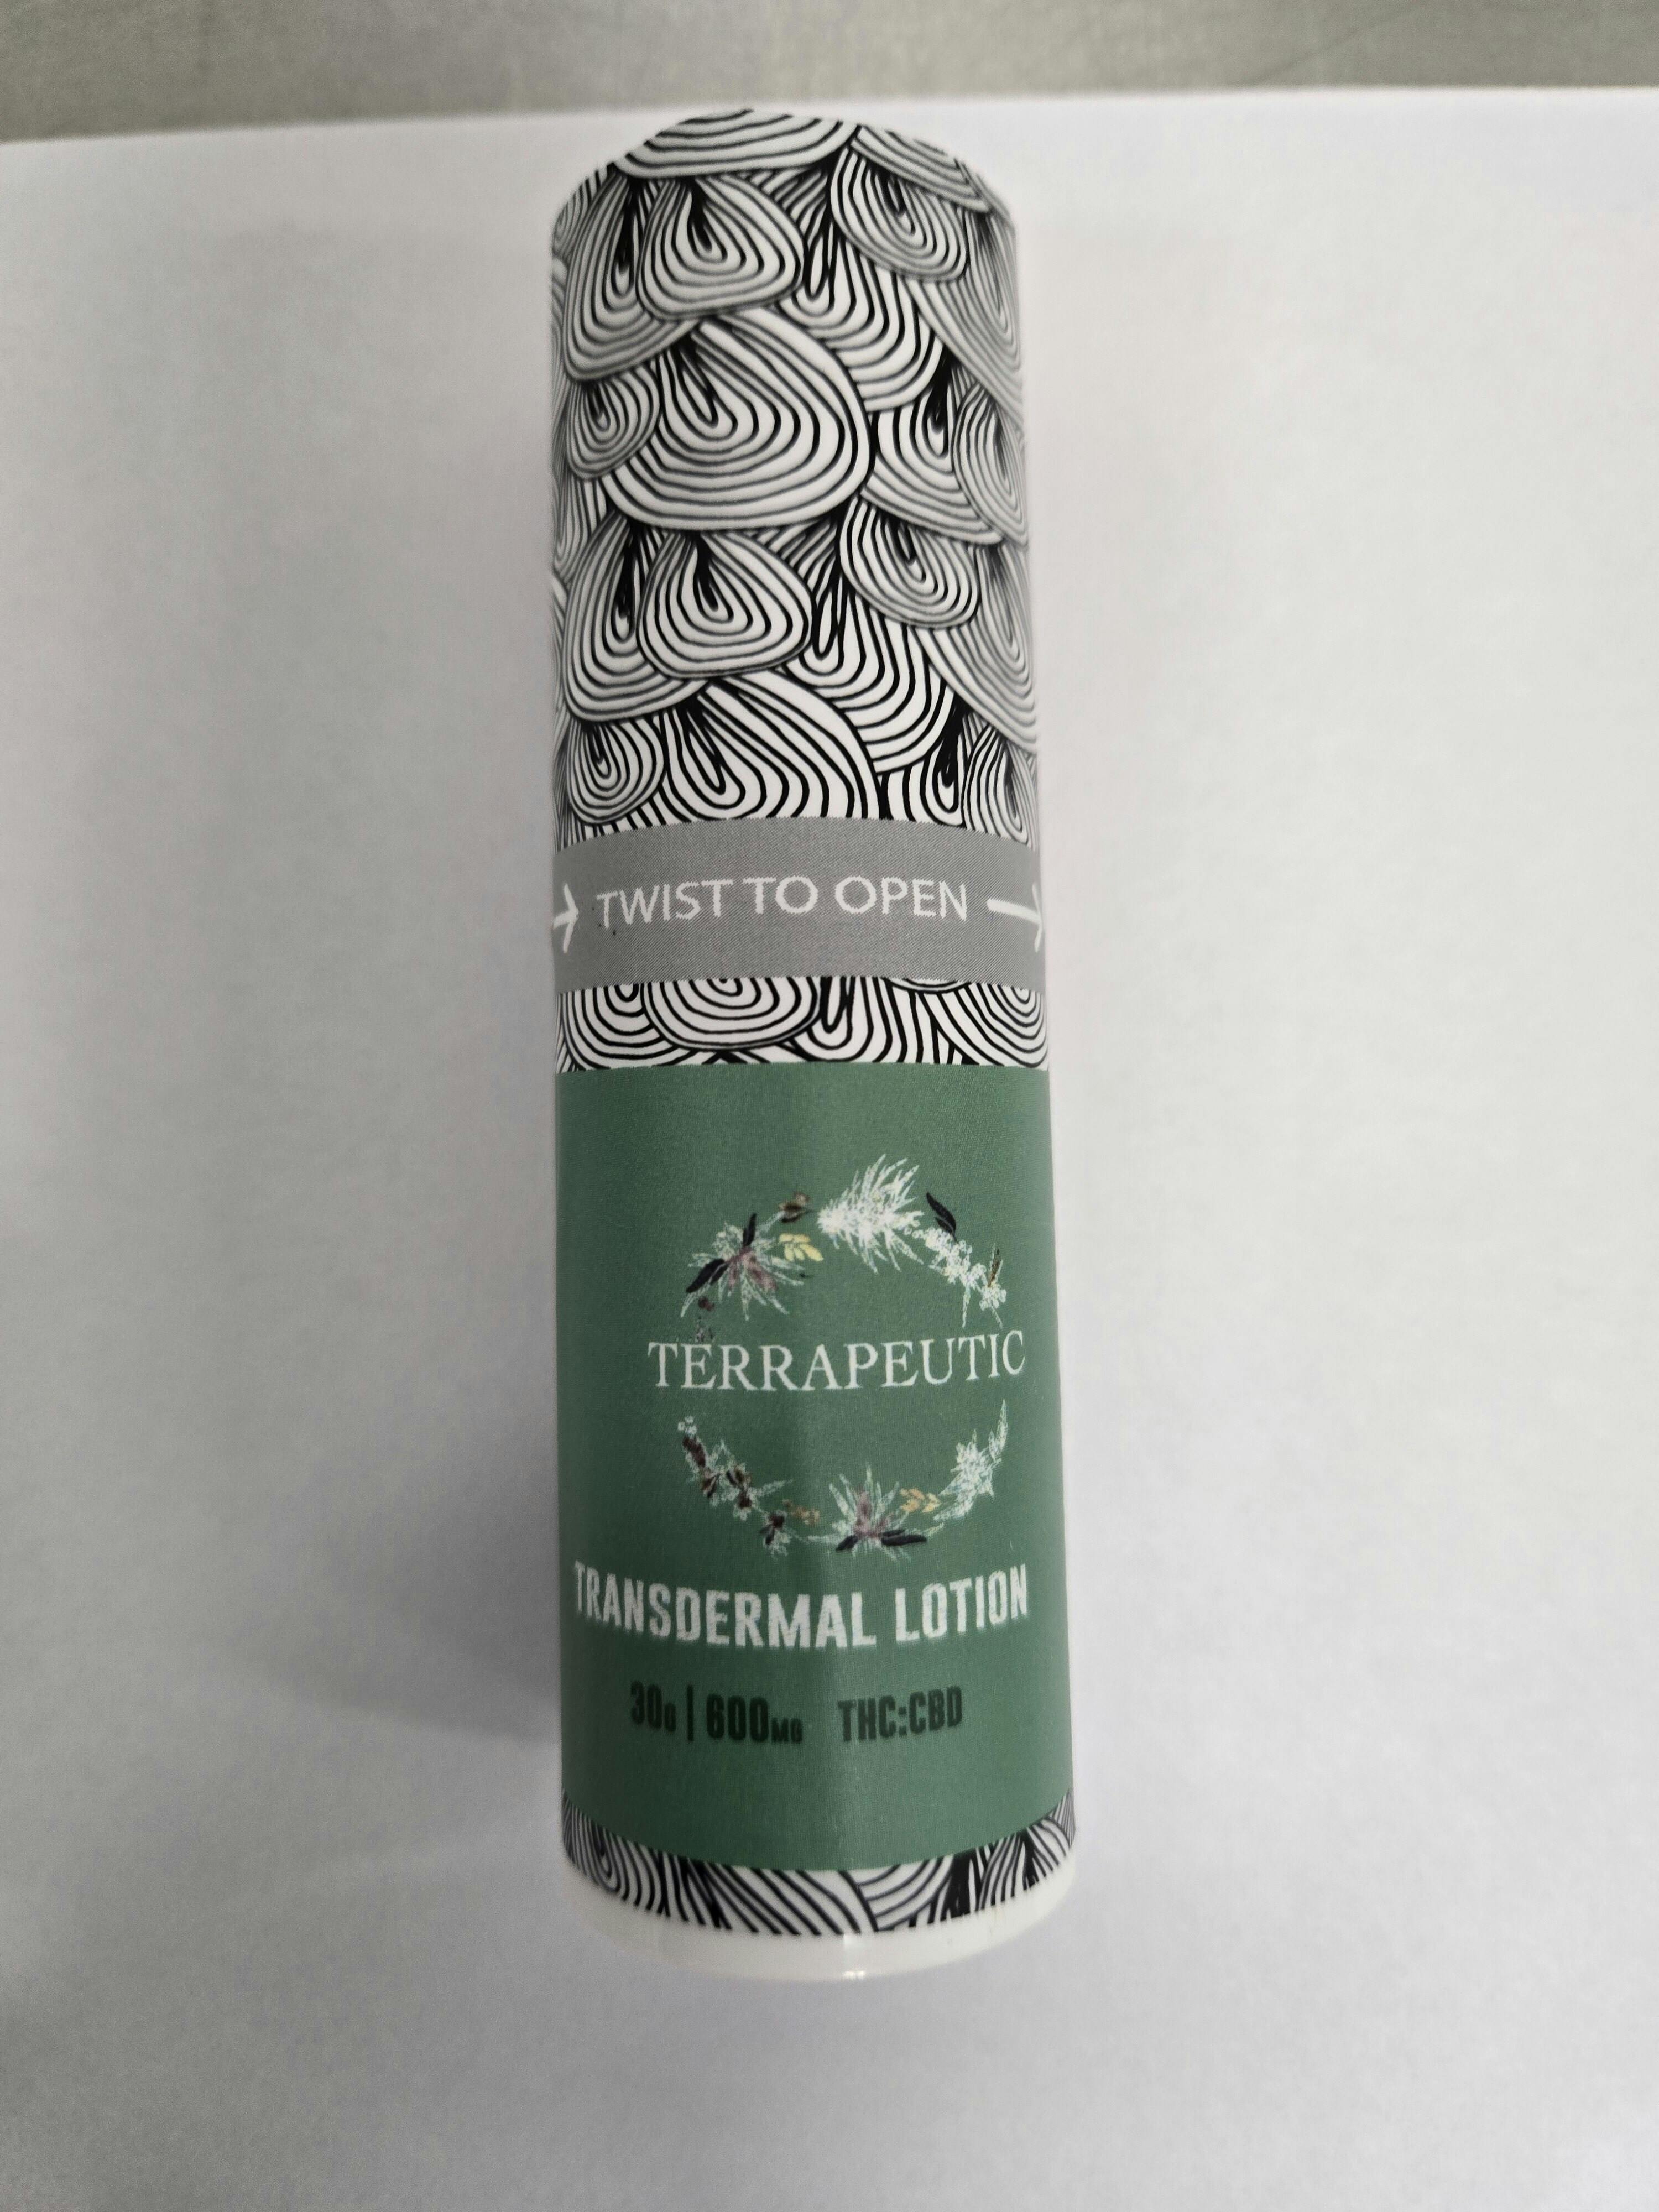 → TWIST TO OPEN →
TERRAPEUTIC
TRANSDERMAL LOTION
30G | 600MG THC:CBD